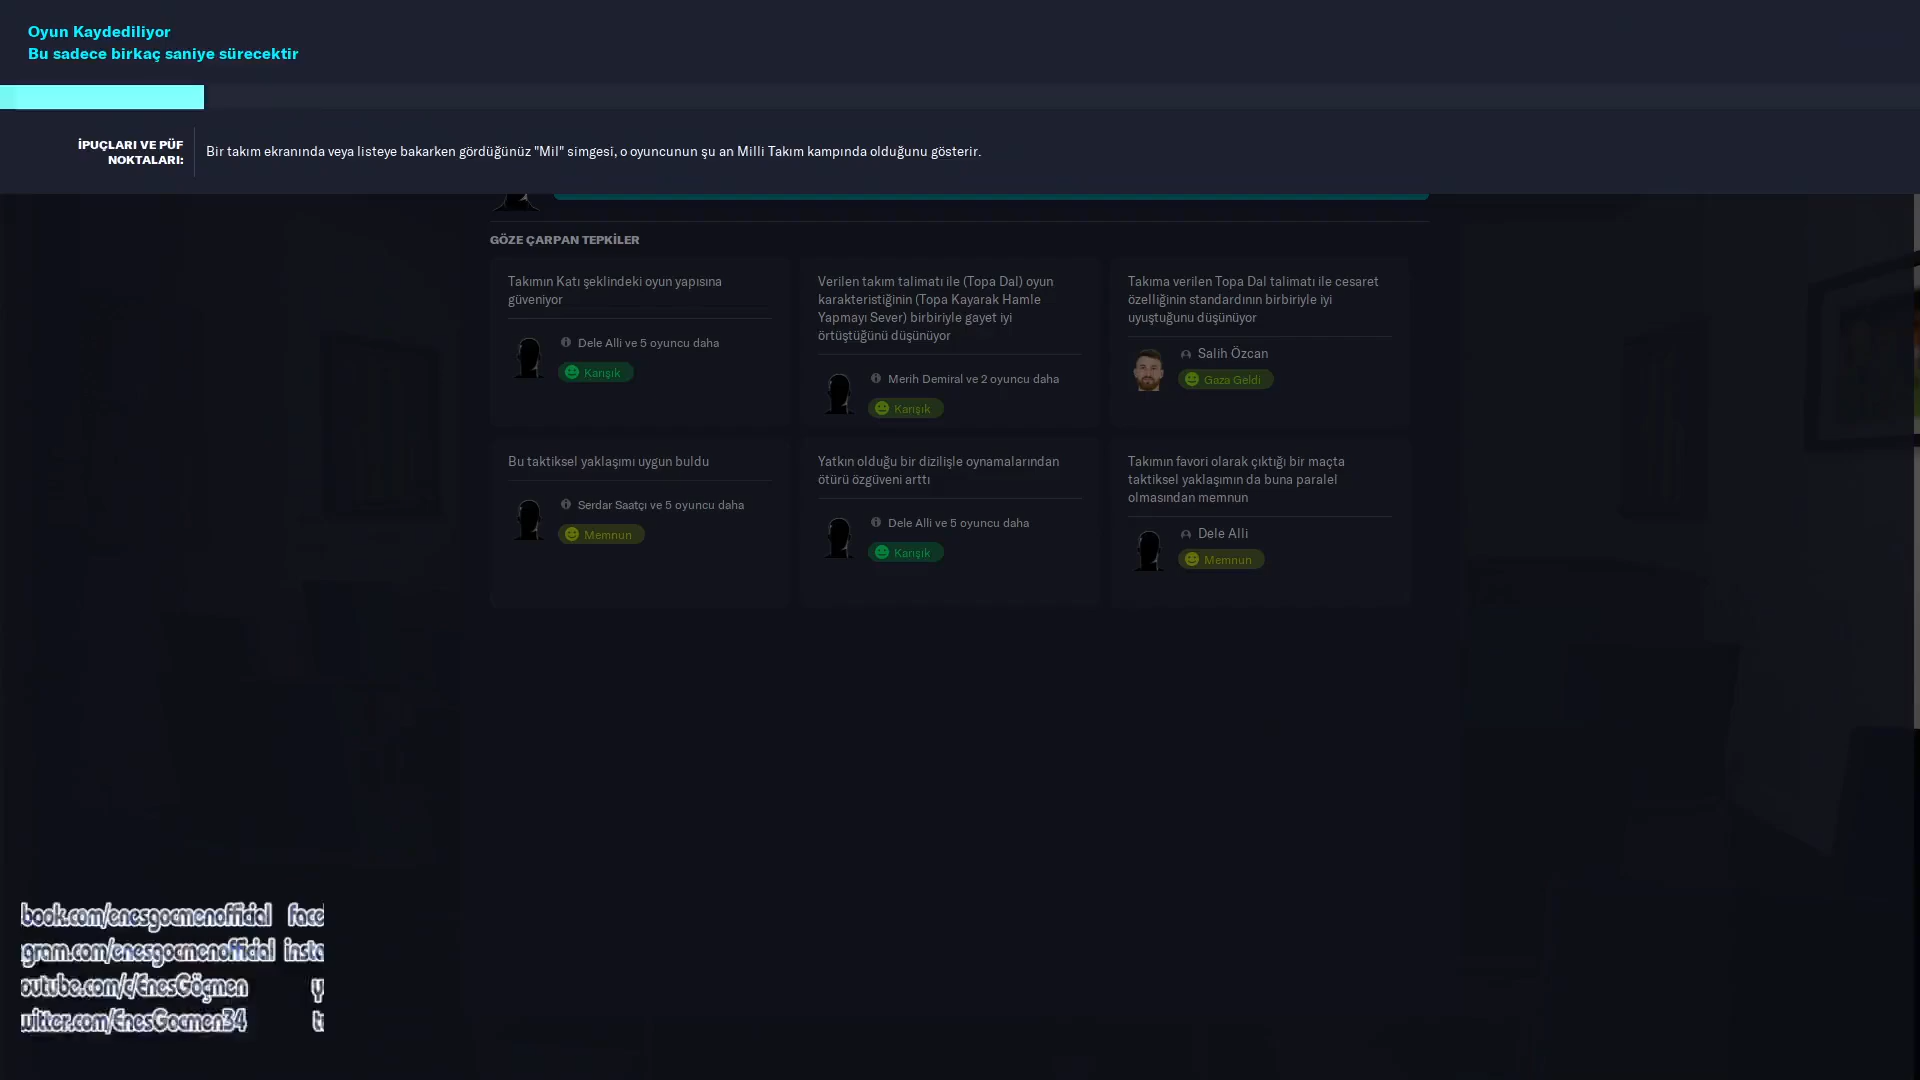 Oyun Kaydediliyor
Bu sadece birkaç saniye sürecektir
İPUÇLARI VE PÜF
NOKTALARI:
Bir takım ekranında veya listeye bakarken gördüğünüz "Mil" simgesi, o oyuncunun şu an Milli Takım kampında olduğunu gösterir.
GÖZE ÇARPAN TEPKİLER
Takımın Katı şeklindeki oyun yapısına
güveniyor
Dele Alli ve 5 oyuncu daha
Karışık
Verilen takım talimatı ile (Topa Dal) oyun
karakteristiğinin (Topa Kayarak Hamle
Yapmayı Sever) birbiriyle gayet iyi
örtüştüğünü düşünüyor
Merih Demiral ve 2 oyuncu daha
Karışık
Takıma verilen Topa Dal talimatı ile cesaret
özelliğinin standardının birbiriyle iyi
uyuştuğunu düşünüyor
Salih Özcan
Gaza Geldi
Bu taktiksel yaklaşımı uygun buldu
Serdar Saatçı ve 5 oyuncu daha
Memnun
Yatkın olduğu bir dizilişle oynamalarından
ötürü özgüveni arttı
Dele Alli ve 5 oyuncu daha
Karışık
Takımın favori olarak çıktığı bir maçta
taktiksel yaklaşımın da buna paralel
olmasından memnun
Dele Alli
Memnun
book.com/enesgocmenofficial face
gram.com/enesgocmenofficial insta
outube.com/c/EnesGöçmen y
witter.com/EnesGocmen34 t